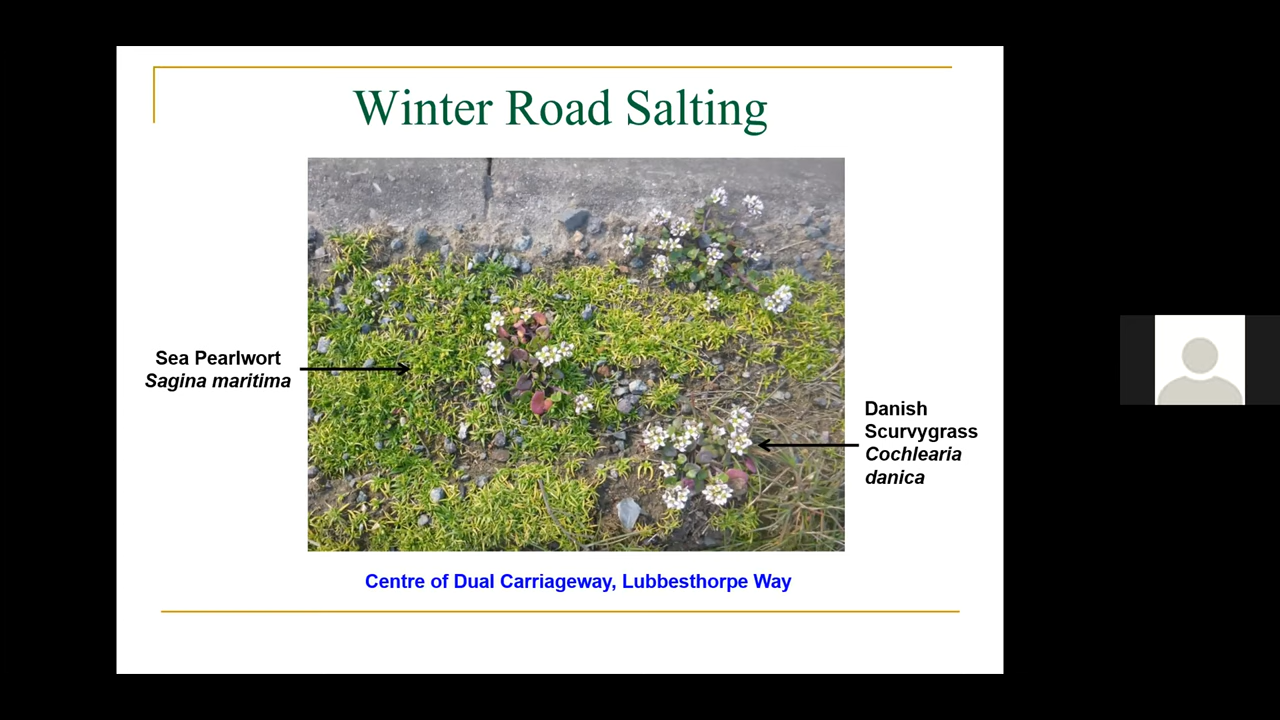 Winter Road Salting
Sea Pearlwort
Sagina maritima
Danish
Scurvygrass
Cochlearia
danica
Centre of Dual Carriageway, Lubbesthorpe Way